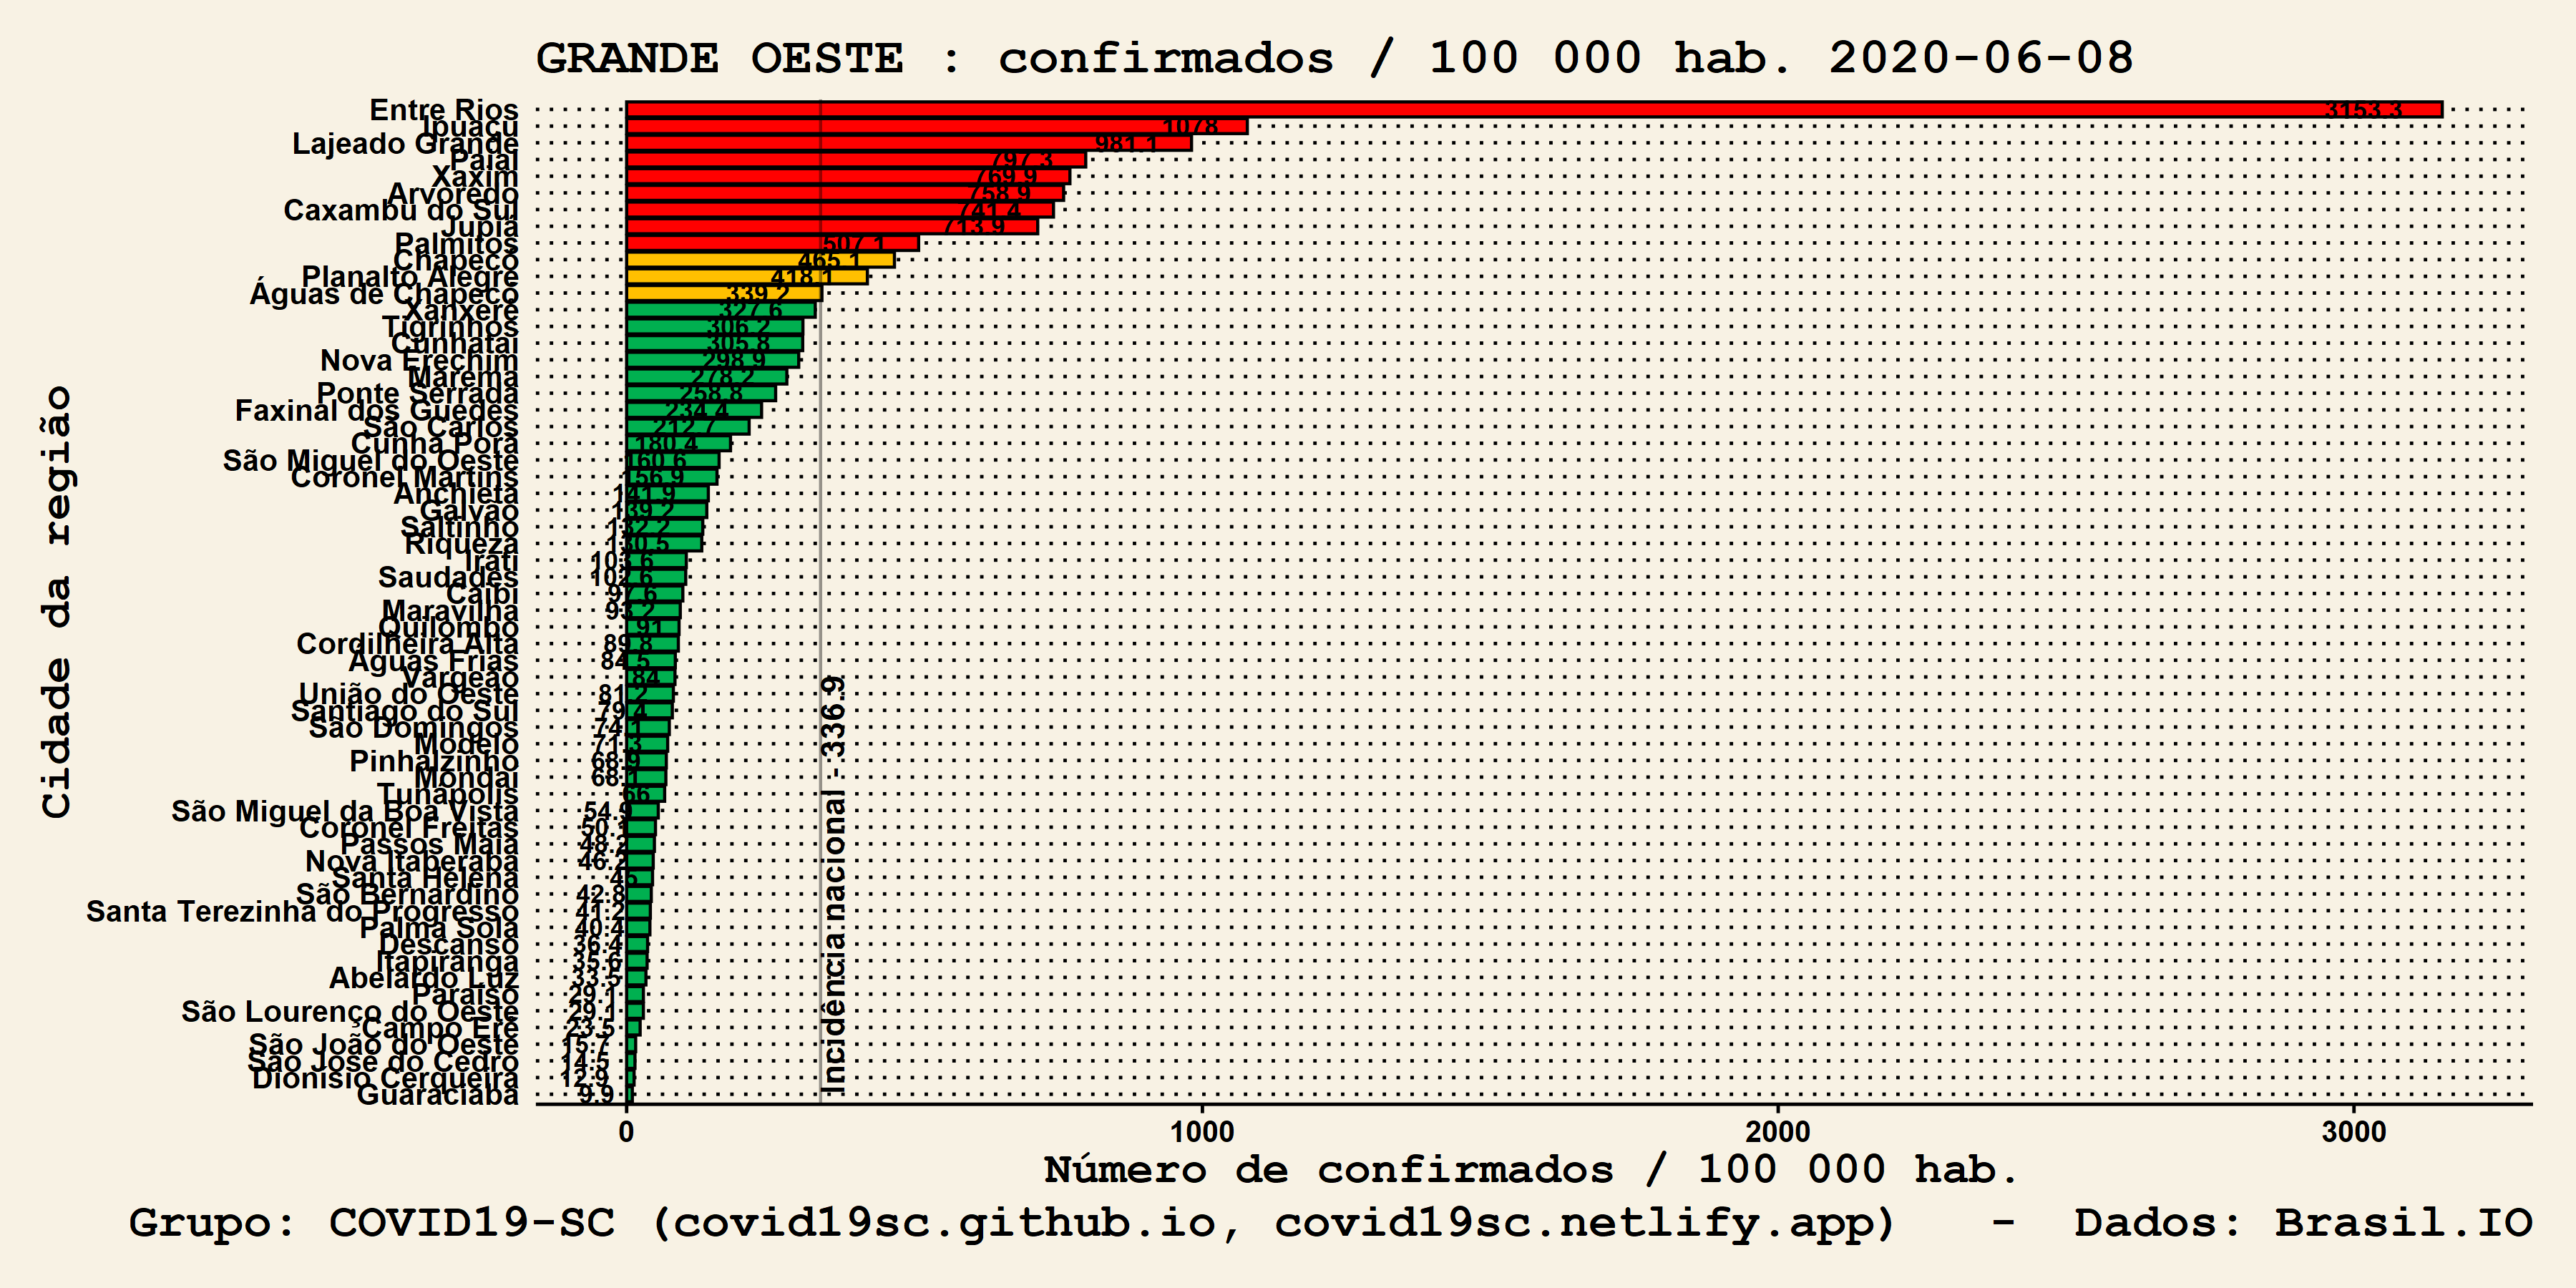 GRANDE OESTE : confirmados / 100 000 hab. 2020-06-08
Cidade da região
Entre Rios 3153.3
Ipuaçu 1078
Lajeado Grande 981.1
Paial 797.3
Xaxim 769.9
Arvoredo 758.9
Caxambu do Sul 741.4
Jupiá 713.9
Palmitos 507.1
Chapecó 465.1
Planalto Alegre 418.1
Águas de Chapecó 339.2
Xanxerê 327.6
Tigrinhos 306.2
Cunhataí 305.8
Nova Erechim 298.9
Marema 278.2
Ponte Serrada 258.8
Faxinal dos Guedes 234.4
São Carlos 212.7
Cunha Porã 180.4
São Miguel do Oeste 160.6
Coronel Martins 156.9
Anchieta 141.9
Galvão 139.2
Saltinho 132.2
Riqueza 130.5
Irati 103.6
Saudades 102.6
Caibi 97.6
Maravilha 93.2
Quilombo 91
Cordilheira Alta 89.8
Águas Frias 84.5
Vargeão 84
União do Oeste 81.2
Santiago do Sul 79.4
São Domingos 74.1
Modelo 71.3
Pinhalzinho 68.9
Mondaí 68.1
Tunápolis 66
São Miguel da Boa Vista 54.9
Coronel Freitas 50.1
Passos Maia 48.2
Nova Itaberaba 46.2
Santa Helena 45
São Bernardino 42.8
Santa Terezinha do Progresso 41.2
Palma Sola 40.4
Descanso 36.4
Itapiranga 35.6
Abelardo Luz 33.5
Paraíso 29.1
São Lourenço do Oeste 29.1
Campo Erê 23.5
São João do Oeste 15.7
São José do Cedro 14.5
Dionísio Cerqueira 12.9
Guaraciaba 9.9
Incidência nacional - 336.9
0 1000 2000 3000
Número de confirmados / 100 000 hab.
Grupo: COVID19-SC (covid19sc.github.io, covid19sc.netlify.app) - Dados: Brasil.IO